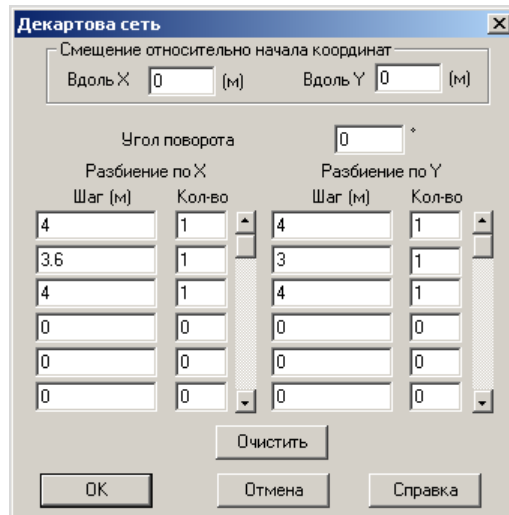 Декартова сеть
Смещение относительно начала координат
Вдоль X 0 (м) Вдоль Y 0 (м)
Угол поворота 0 °
Разбиение по X Разбиение по Y
Шаг (м) Кол-во Шаг (м) Кол-во
4 1 4 1
3.6 1 3 1
4 1 4 1
0 0 0 0
0 0 0 0
0 0 0 0
Очистить
OK Отмена Справка